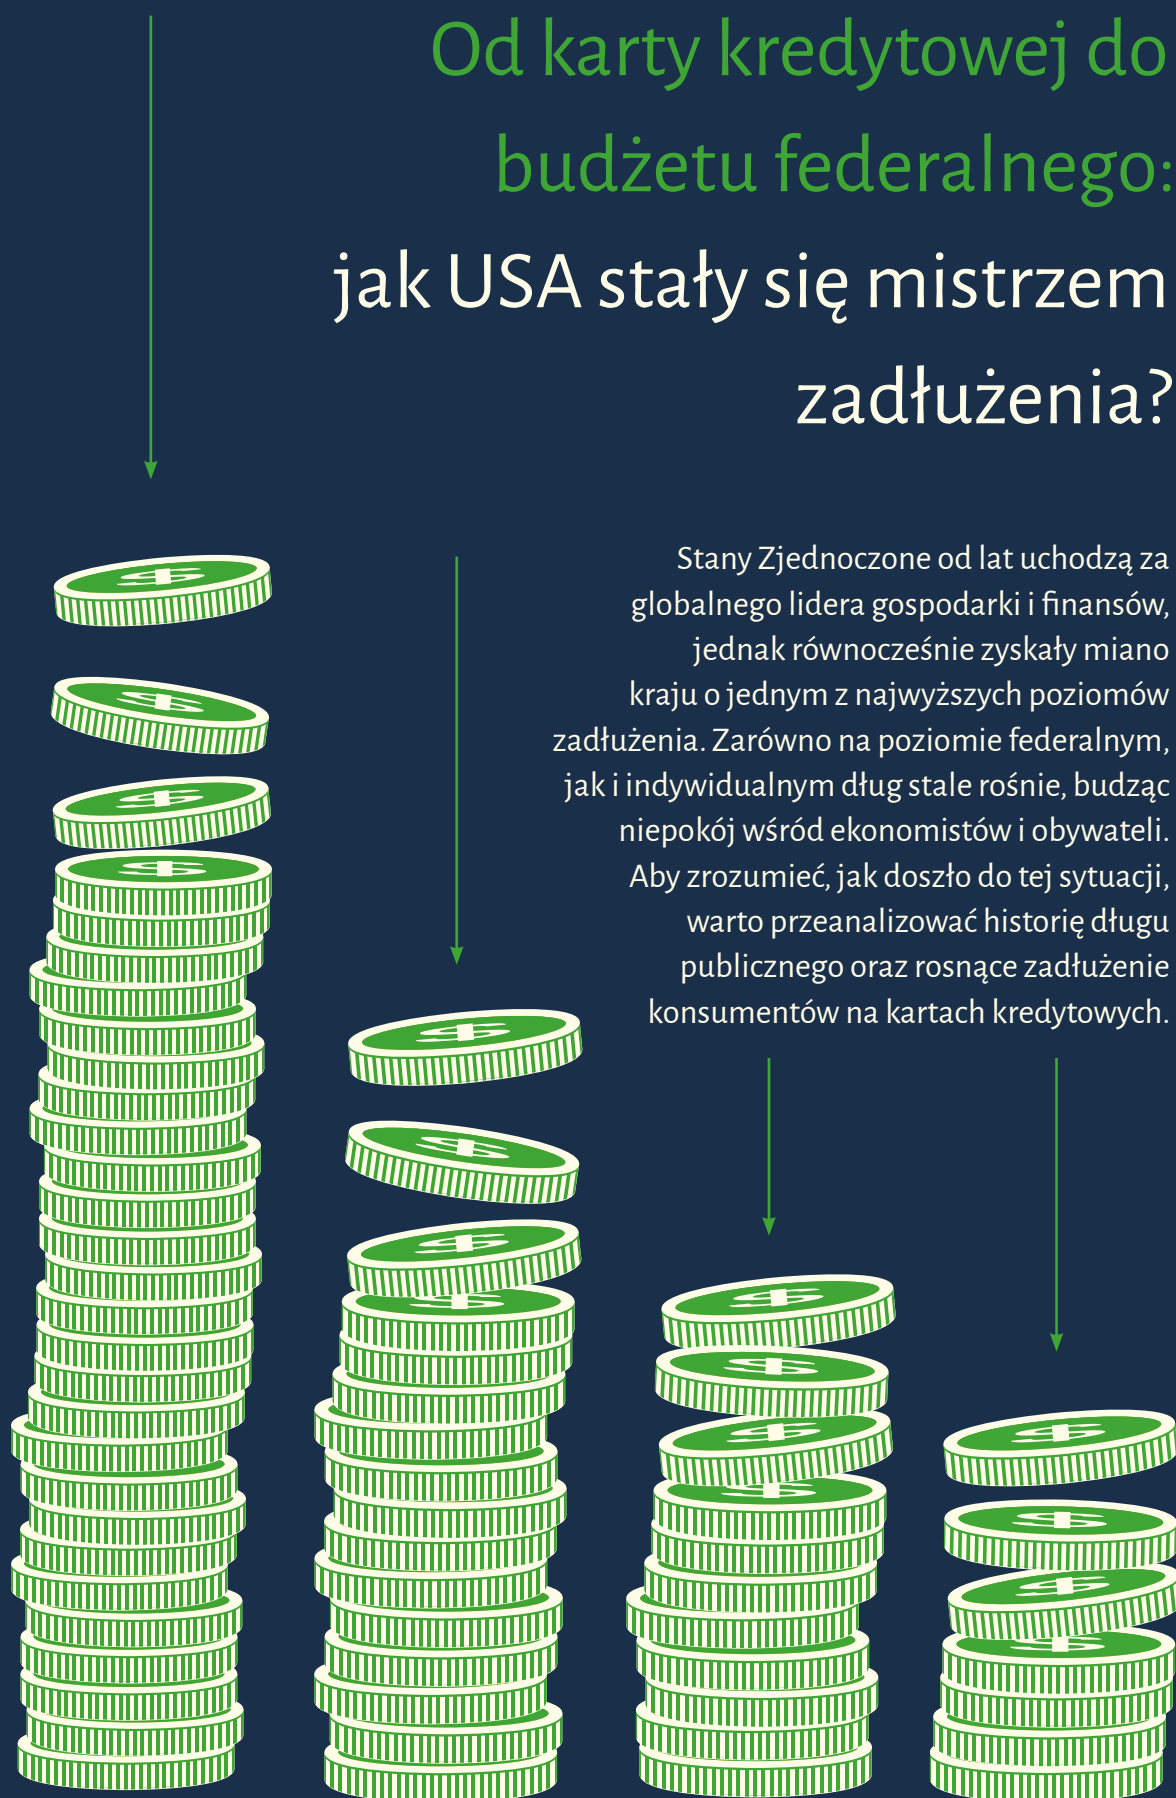 Od karty kredytowej do
budżetu federalnego:
jak USA stały się mistrzem
zadłużenia?
Stany Zjednoczone od lat uchodzą za
globalnego lidera gospodarki i finansów,
jednak równocześnie zyskały miano
kraju o jednym z najwyższych poziomów
zadłużenia. Zarówno na poziomie federalnym,
jak i indywidualnym dług stale rośnie, budząc
niepokój wśród ekonomistów i obywateli.
Aby zrozumieć, jak doszło do tej sytuacji,
warto przeanalizować historię długu
publicznego oraz rosnące zadłużenie
konsumentów na kartach kredytowych.